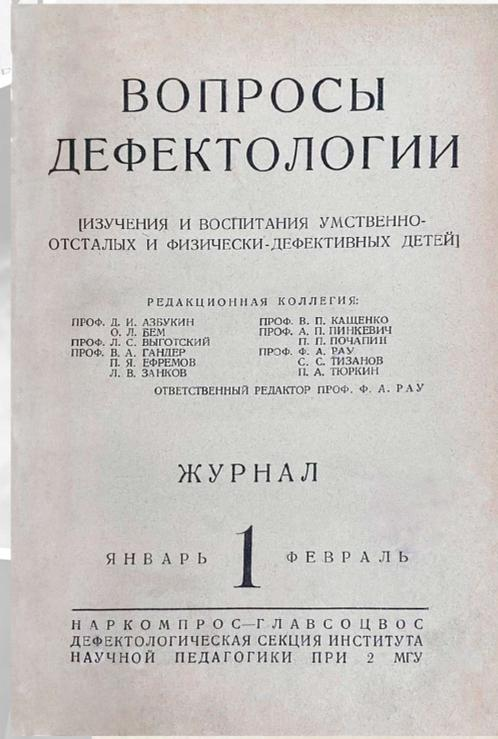 ВОПРОСЫ
ДЕФЕКТОЛОГИИ
[ИЗУЧЕНИЯ И ВОСПИТАНИЯ УМСТВЕННО-
ОТСТАЛЫХ И ФИЗИЧЕСКИ-ДЕФЕКТИВНЫХ ДЕТЕЙ]
РЕДАКЦИОННАЯ КОЛЛЕГИЯ:
ПРОФ. Д. И. АЗБУКИН
О. Л. БЕМ
ПРОФ. Л. С. ВЫГОТСКИЙ
ПРОФ. В. А. ГАНДЕР
П. Я. ЕФРЕМОВ
Л. В. ЗАНКОВ
ПРОФ. В. П. КАЩЕНКО
ПРОФ. А. П. ПИНКЕВИЧ
П. П. ПОЧАПИН
ПРОФ. Ф. А. РАУ
С. С. ТИЗАНОВ
П. А. ТЮРКИН
ОТВЕТСТВЕННЫЙ РЕДАКТОР ПРОФ. Ф. А. РАУ
ЖУРНАЛ
ЯНВАРЬ 1 ФЕВРАЛЬ
НАРКОМПРОС—ГЛАВСОЦВОС
ДЕФЕКТОЛОГИЧЕСКАЯ СЕКЦИЯ ИНСТИТУТА
НАУЧНОЙ ПЕДАГОГИКИ ПРИ 2 МГУ